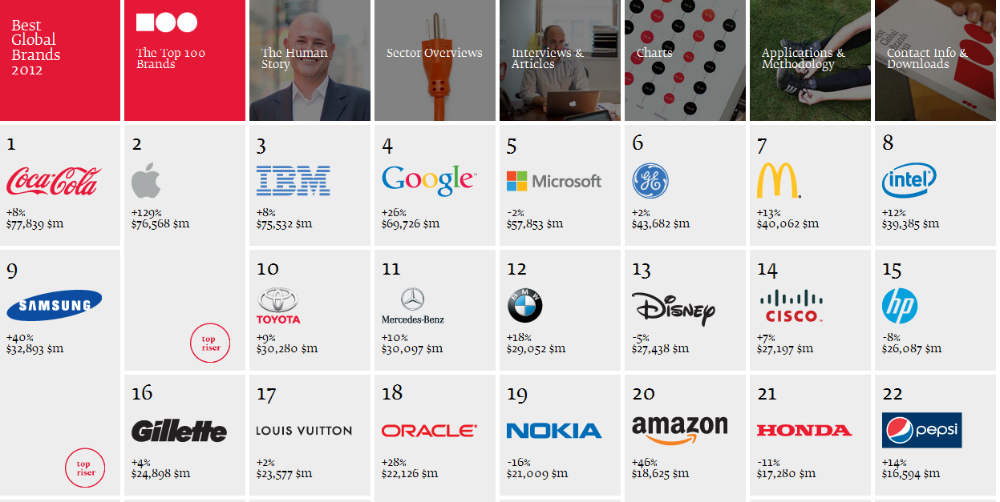 Best
Global
Brands
2012
The Top 100
Brands
The Human
Story
Sector Overviews
Interviews &
Articles
Charts
Applications &
Methodology
Contact Info &
Downloads
1
Coca-Cola
+8%
$77,839 $m
2
+129%
$76,568 $m
top
riser
3
IBM
+8%
$75,532 $m
4
Google™
+26%
$69,726 $m
5
Microsoft
-2%
$57,853 $m
6
GE
+2%
$43,682 $m
7
M
+13%
$40,062 $m
8
intel®
+12%
$39,385 $m
9
SAMSUNG
+40%
$32,893 $m
top
riser
10
TOYOTA
+9%
$30,280 $m
11
Mercedes-Benz
+10%
$30,097 $m
12
BMW
+18%
$29,052 $m
13
Disney
-5%
$27,438 $m
14
CISCO™
+7%
$27,197 $m
15
hp
-8%
$26,087 $m
16
Gillette
+4%
$24,898 $m
17
LOUIS VUITTON
+2%
$23,577 $m
18
ORACLE®
+28%
$22,126 $m
19
NOKIA
-16%
$21,009 $m
20
amazon
+46%
$18,625 $m
21
HONDA
-11%
$17,280 $m
22
pepsi
+14%
$16,594 $m